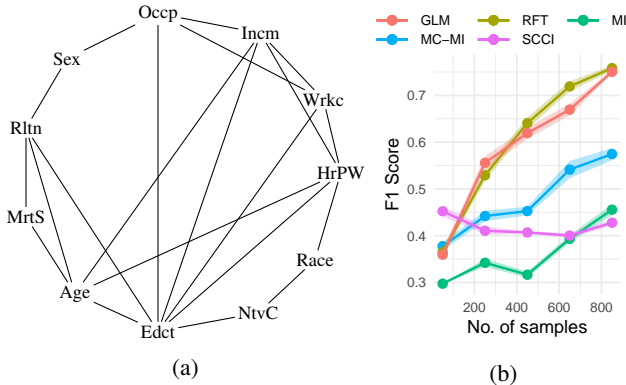 Occp
Incm
Sex
Wrkc
Rltn
HrPW
MrtS
Race
Age
NtvC
Edct
(a)
GLM RFT MI
MC−MI SCCI
F1 Score
0.7
0.6
0.5
0.4
0.3
200 400 600 800
No. of samples
(b)